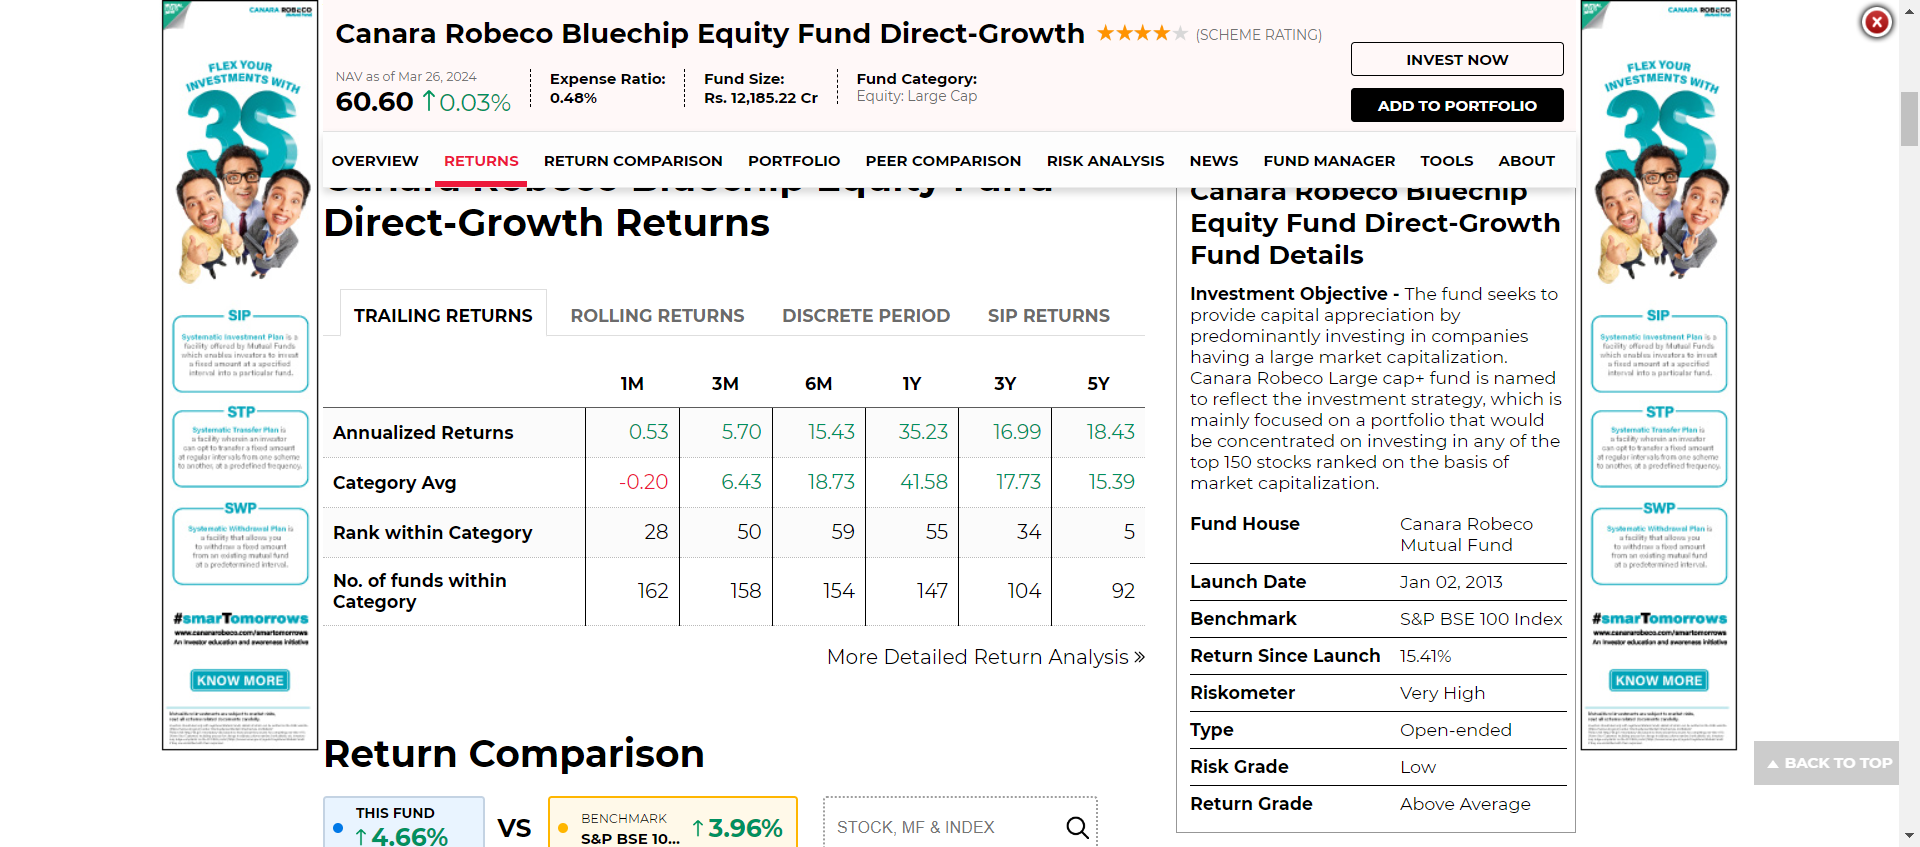 CANARA ROBECO
Mutual Fund
FLEX YOUR
INVESTMENTS WITH
3S
SIP
Systematic Investment Plan is a
facility offered by Mutual Funds
which enables investors to invest
a fixed amount at a specified
interval into a particular fund.
STP
Systematic Transfer Plan is
a facility wherein an investor
can opt to transfer a fixed amount
at regular intervals from one scheme
to another, at a predefined frequency.
SWP
Systematic Withdrawal Plan is
a facility that allows you
to withdraw a fixed amount
from an existing mutual fund
at a predetermined interval.
#smarTomorrows
www.canararobeco.com/smartomorrows
An investor education and awareness initiative
KNOW MORE
Canara Robeco Bluechip Equity Fund Direct-Growth (SCHEME RATING)
NAV as of Mar 26, 2024
60.60 ↑0.03%
Expense Ratio:
0.48%
Fund Size:
Rs. 12,185.22 Cr
Fund Category:
Equity: Large Cap
INVEST NOW
ADD TO PORTFOLIO
OVERVIEW RETURNS RETURN COMPARISON PORTFOLIO PEER COMPARISON RISK ANALYSIS NEWS FUND MANAGER TOOLS ABOUT
Canara Robeco Bluechip Equity Fund
Direct-Growth Returns
TRAILING RETURNS ROLLING RETURNS DISCRETE PERIOD SIP RETURNS
1M 3M 6M 1Y 3Y 5Y
Annualized Returns 0.53 5.70 15.43 35.23 16.99 18.43
Category Avg -0.20 6.43 18.73 41.58 17.73 15.39
Rank within Category 28 50 59 55 34 5
No. of funds within
Category 162 158 154 147 104 92
More Detailed Return Analysis »
Return Comparison
THIS FUND
↑4.66%
VS
BENCHMARK
S&P BSE 10... ↑3.96%
STOCK, MF & INDEX
Canara Robeco Bluechip
Equity Fund Direct-Growth
Fund Details
Investment Objective - The fund seeks to
provide capital appreciation by
predominantly investing in companies
having a large market capitalization.
Canara Robeco Large cap+ fund is named
to reflect the investment strategy, which is
mainly focused on a portfolio that would
be concentrated on investing in any of the
top 150 stocks ranked on the basis of
market capitalization.
Fund House Canara Robeco
Mutual Fund
Launch Date Jan 02, 2013
Benchmark S&P BSE 100 Index
Return Since Launch 15.41%
Riskometer Very High
Type Open-ended
Risk Grade Low
Return Grade Above Average
CANARA ROBECO
Mutual Fund
FLEX YOUR
INVESTMENTS WITH
3S
SIP
Systematic Investment Plan is a
facility offered by Mutual Funds
which enables investors to invest
a fixed amount at a specified
interval into a particular fund.
STP
Systematic Transfer Plan is
a facility wherein an investor
can opt to transfer a fixed amount
at regular intervals from one scheme
to another, at a predefined frequency.
SWP
Systematic Withdrawal Plan is
a facility that allows you
to withdraw a fixed amount
from an existing mutual fund
at a predetermined interval.
#smarTomorrows
www.canararobeco.com/smartomorrows
An investor education and awareness initiative
KNOW MORE
BACK TO TOP